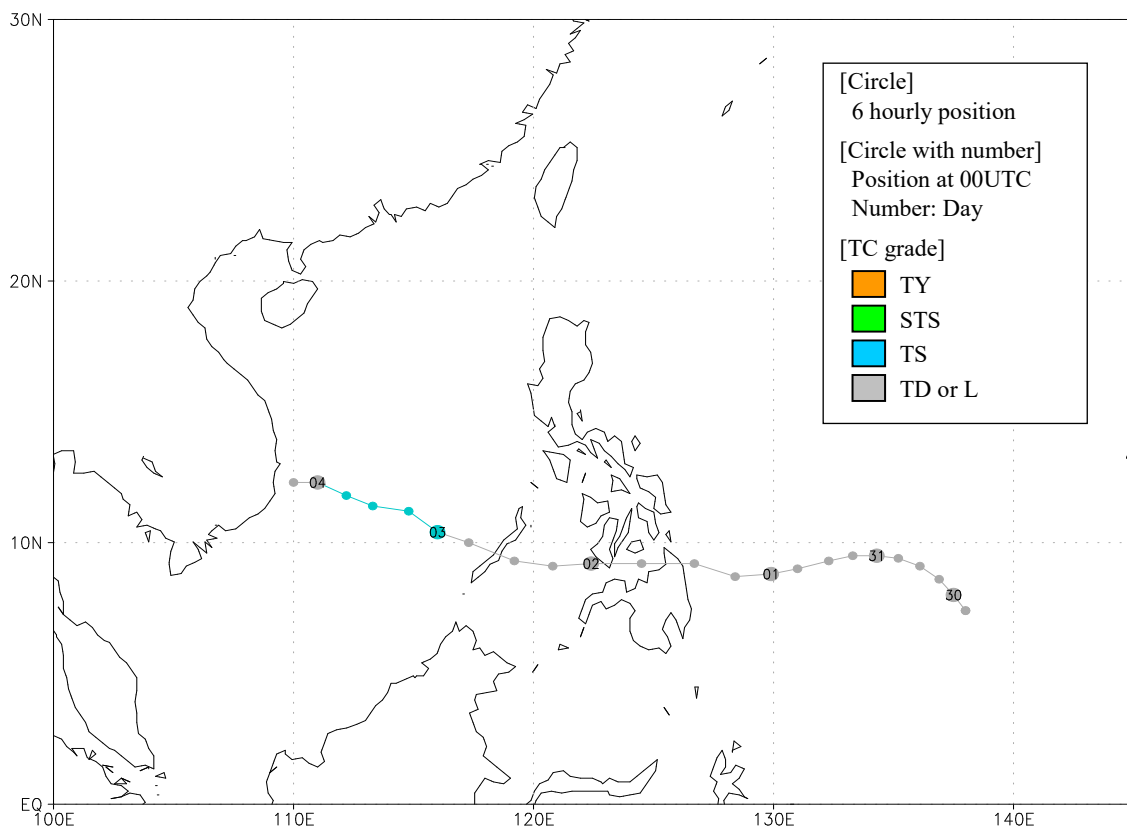 30N
[Circle]
6 hourly position
[Circle with number]
Position at 00UTC
Number: Day
[TC grade]
TY
20N
STS
TS
TD or L
04
03
10N
02
01
31
30
EQ
100E
110E
120E
130E
140E